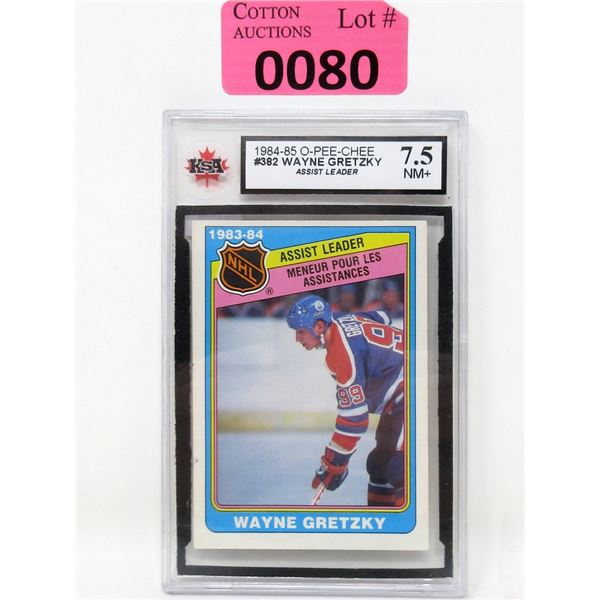 COTTON AUCTIONS Lot #
0080
KSA
1984-85 O-PEE-CHEE
#382 WAYNE GRETZKY
ASSIST LEADER
7.5
NM+
1983-84
NHL
®
ASSIST LEADER
MENEUR POUR LES
ASSISTANCES
99
WAYNE GRETZKY